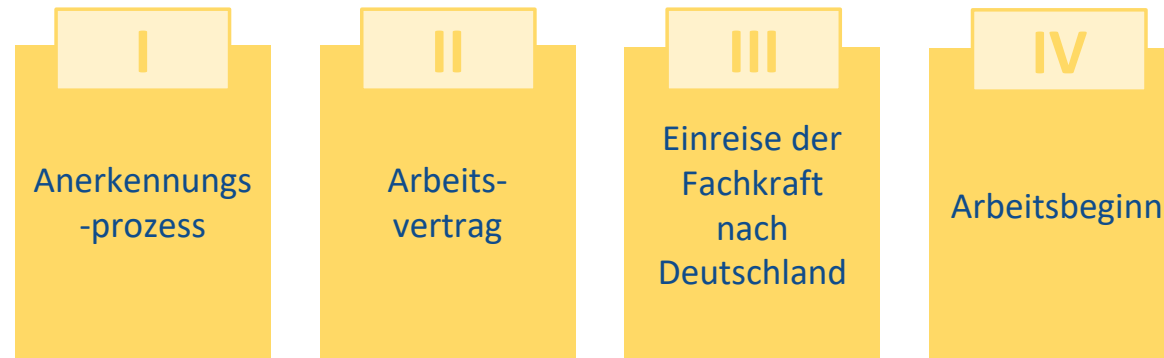 I
Anerkennungs
-prozess
II
Arbeits-
vertrag
III
Einreise der
Fachkraft
nach
Deutschland
IV
Arbeitsbeginn